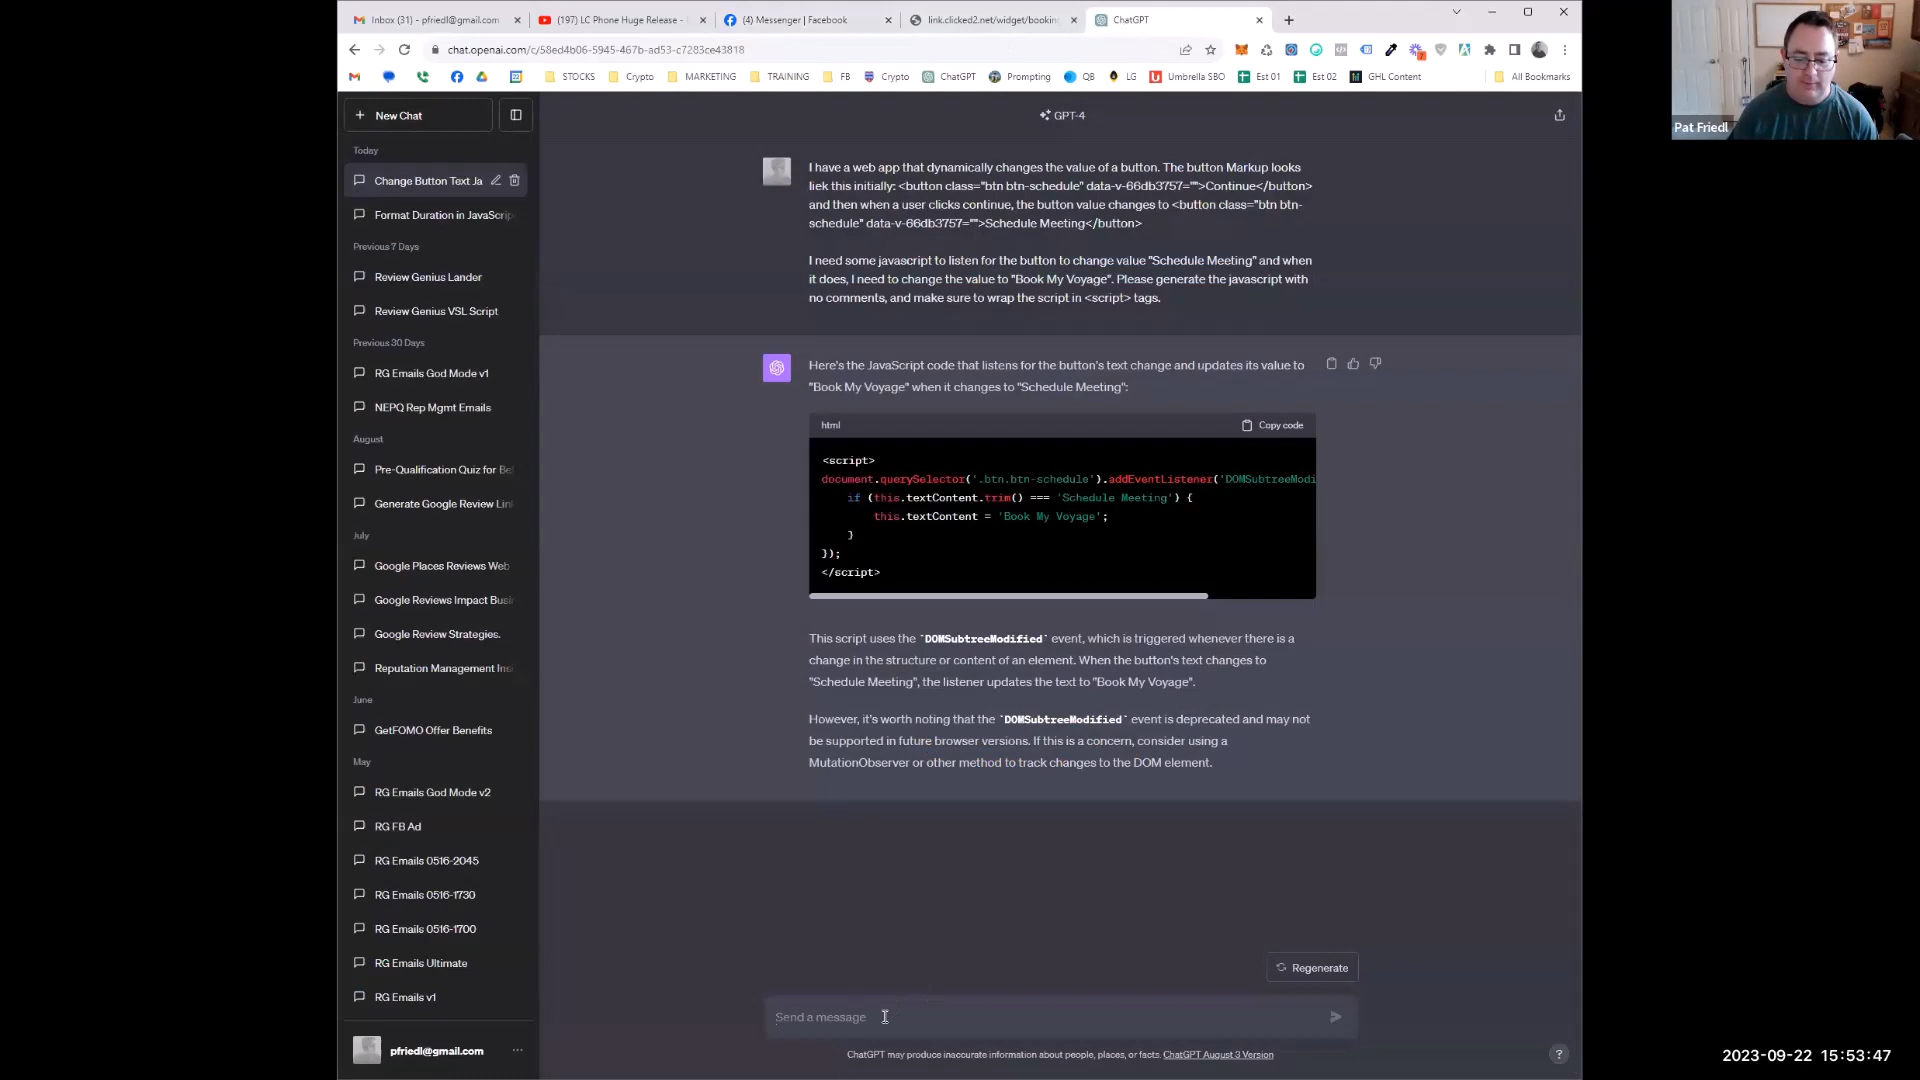 Inbox (31) - pfriedl@gmail.com
(197) LC Phone Huge Release -
(4) Messenger | Facebook
link.clicked2.net/widget/bookin
ChatGPT
chat.openai.com/c/58ed4b06-5945-467b-ad53-c7283ce43818
STOCKS
Crypto
MARKETING
TRAINING
FB
Crypto
ChatGPT
Prompting
QB
LG
Umbrella SBO
Est 01
Est 02
GHL Content
All Bookmarks
Pat Friedl
+ New Chat
GPT-4
Today
Change Button Text Ja
Format Duration in JavaScrip
Previous 7 Days
Review Genius Lander
Review Genius VSL Script
Previous 30 Days
RG Emails God Mode v1
NEPQ Rep Mgmt Emails
August
Pre-Qualification Quiz for Be
Generate Google Review Lin
July
Google Places Reviews Web
Google Reviews Impact Busi
Google Review Strategies.
Reputation Management Ins
June
GetFOMO Offer Benefits
May
RG Emails God Mode v2
RG FB Ad
RG Emails 0516-2045
RG Emails 0516-1730
RG Emails 0516-1700
RG Emails Ultimate
RG Emails v1
pfriedl@gmail.com
I have a web app that dynamically changes the value of a button. The button Markup looks
liek this initially: <button class="btn btn-schedule" data-v-66db3757="">Continue</button>
and then when a user clicks continue, the button value changes to <button class="btn btn-
schedule" data-v-66db3757="">Schedule Meeting</button>
I need some javascript to listen for the button to change value "Schedule Meeting" and when
it does, I need to change the value to "Book My Voyage". Please generate the javascript with
no comments, and make sure to wrap the script in <script> tags.
Here's the JavaScript code that listens for the button's text change and updates its value to
"Book My Voyage" when it changes to "Schedule Meeting":
html
Copy code
<script>
document.querySelector('.btn.btn-schedule').addEventListener('DOMSubtreeModi
if (this.textContent.trim() === 'Schedule Meeting') {
this.textContent = 'Book My Voyage';
}
});
</script>
This script uses the `DOMSubtreeModified` event, which is triggered whenever there is a
change in the structure or content of an element. When the button's text changes to
"Schedule Meeting", the listener updates the text to "Book My Voyage".
However, it's worth noting that the `DOMSubtreeModified` event is deprecated and may not
be supported in future browser versions. If this is a concern, consider using a
MutationObserver or other method to track changes to the DOM element.
Regenerate
Send a message
ChatGPT may produce inaccurate information about people, places, or facts. ChatGPT August 3 Version
?
2023-09-22 15:53:47